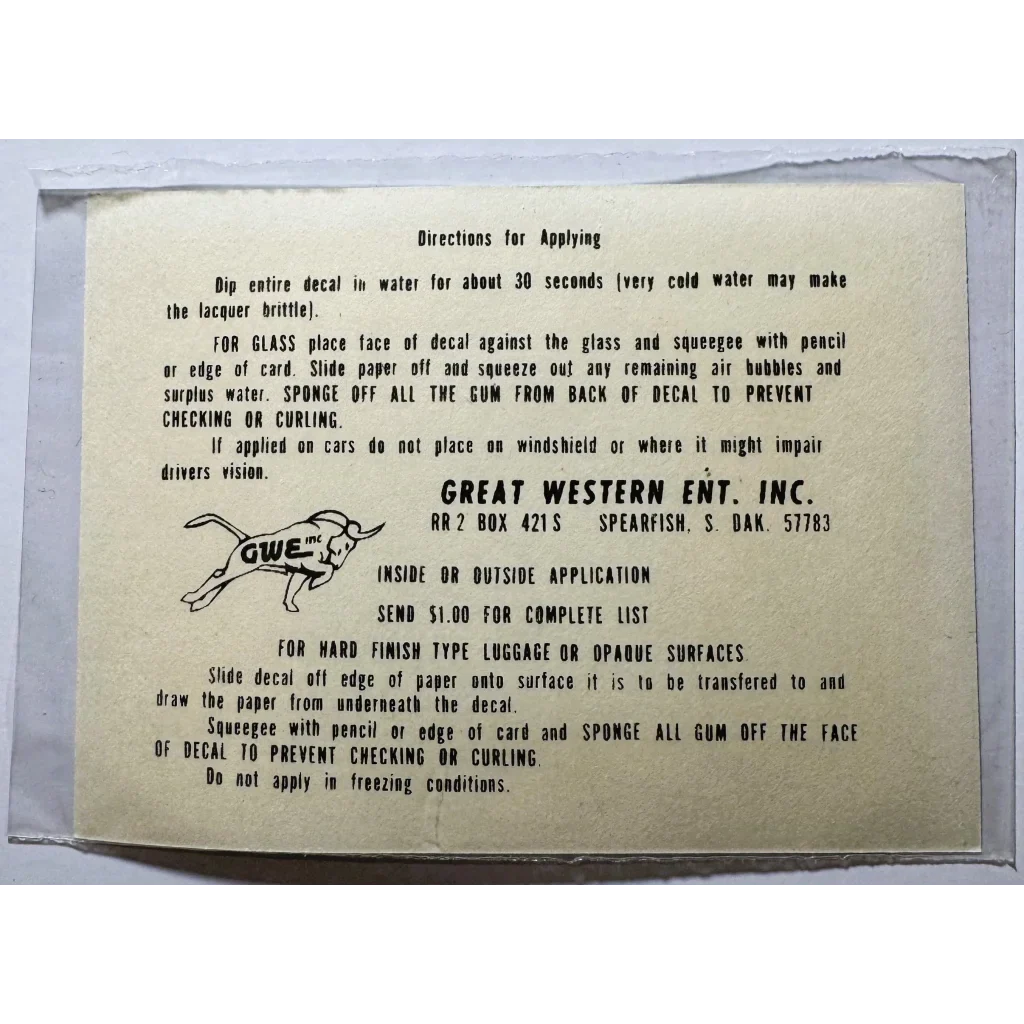 Directions for Applying
Dip entire decal in water for about 30 seconds (very cold water may make
the lacquer brittle).
FOR GLASS place face of decal against the glass and squeegee with pencil
or edge of card. Slide paper off and squeeze out any remaining air bubbles and
surplus water. SPONGE OFF ALL THE GUM FROM BACK OF DECAL TO PREVENT
CHECKING OR CURLING.
If applied on cars do not place on windshield or where it might impair
drivers vision.
GREAT WESTERN ENT. INC.
RR 2 BOX 421 S SPEARFISH, S. DAK. 57783
GWE INC
INSIDE OR OUTSIDE APPLICATION
SEND $1.00 FOR COMPLETE LIST
FOR HARD FINISH TYPE LUGGAGE OR OPAQUE SURFACES
Slide decal off edge of paper onto surface it is to be transfered to and
draw the paper from underneath the decal.
Squeegee with pencil or edge of card and SPONGE ALL GUM OFF THE FACE
OF DECAL TO PREVENT CHECKING OR CURLING.
Do not apply in freezing conditions.